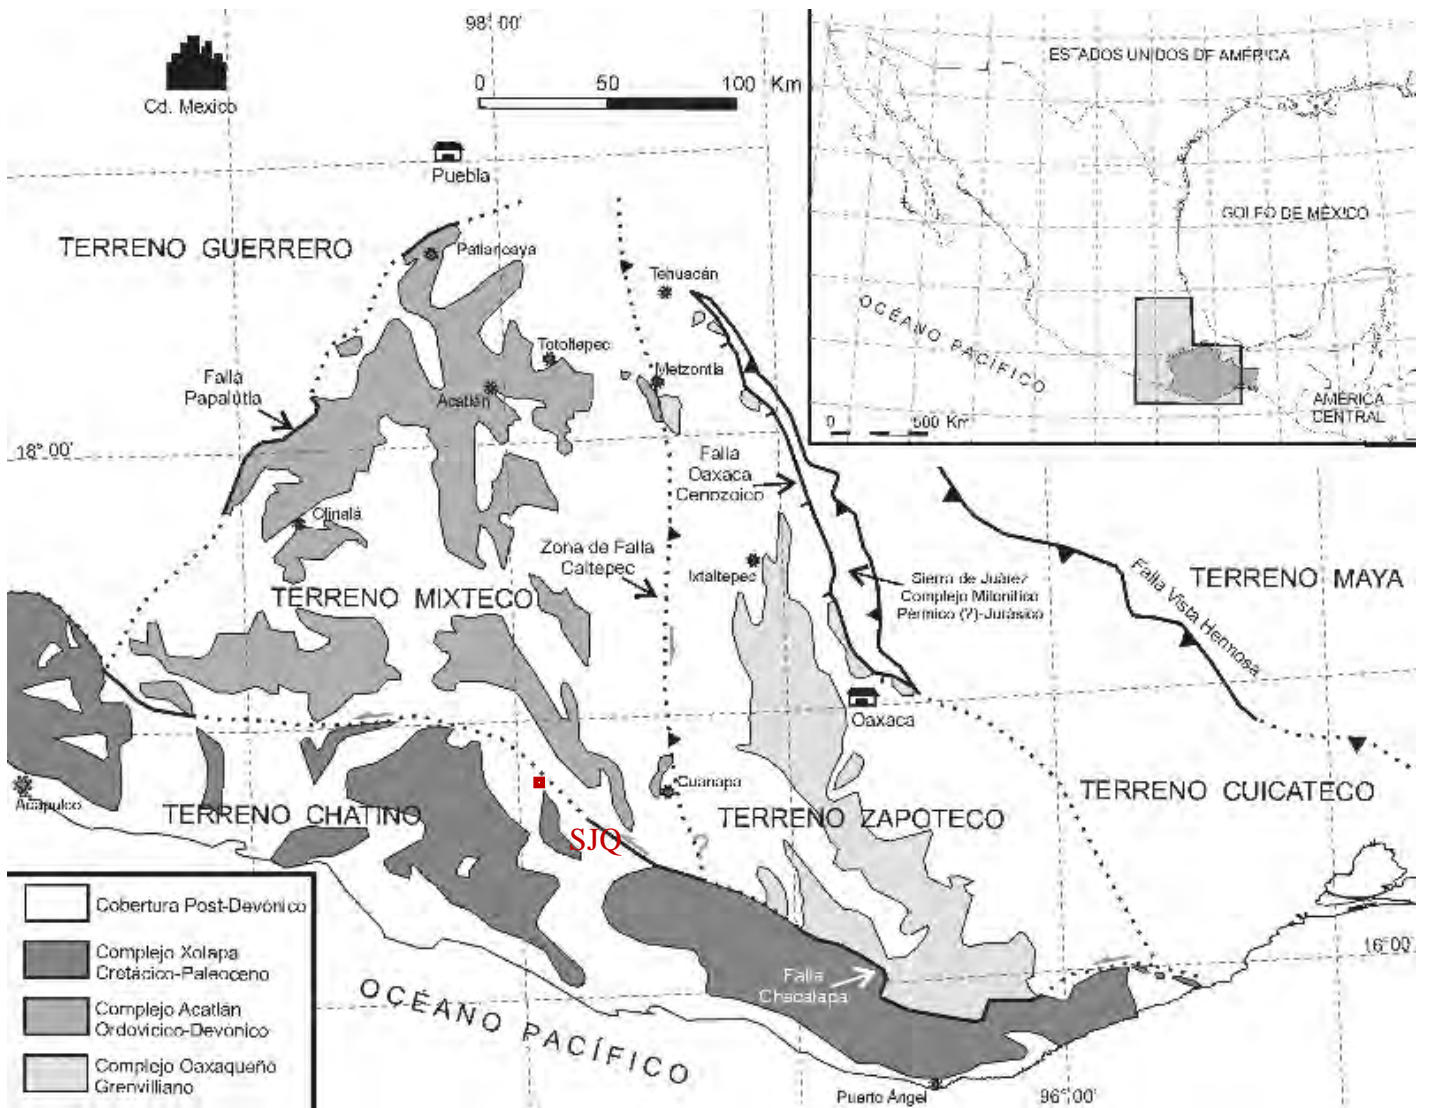 98° 00'
0 50 100 Km
Cd. Mexico
Puebla
TERRENO GUERRERO
Patlancaya
Tehuacán
Totoltepec
Metzontla
Falla
Papalutla
Acatlán
18° 00'
Falla
Oaxaca
Cenozoico
Olinalá
Zona de Falla
Caltepec
Ixtaltepec
Sierra de Juárez
Complejo Milonítico
Pérmico (?)-Jurásico
Falla Vista Hermosa
TERRENO MAYA
TERRENO MIXTECO
Oaxaca
TERRENO CUICATECO
Acapulco
TERRENO CHATINO
Cuanapa
TERRENO ZAPOTECO
SJQ
?
16° 00'
Falla
Chacalapa
OCÉANO PACÍFICO
Puerto Ángel
96° 00'
Cobertura Post-Devónico
Complejo Xolapa
Cretácico-Paleoceno
Complejo Acatlán
Ordovícico-Devónico
Complejo Oaxaqueño
Grenvilliano
ESTADOS UNIDOS DE AMÉRICA
GOLFO DE MÉXICO
OCÉANO PACÍFICO
AMÉRICA
CENTRAL
0 500 Km